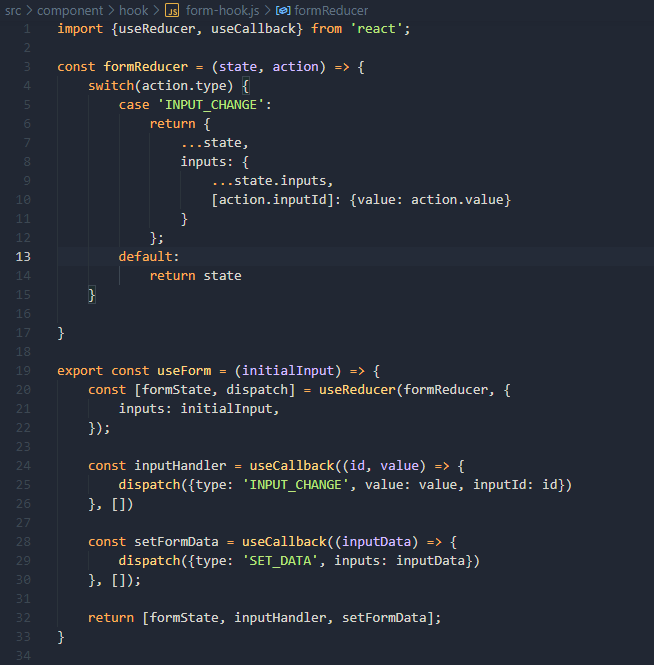 src > component > hook > JS form-hook.js > formReducer
1 import {useReducer, useCallback} from 'react';
2
3 const formReducer = (state, action) => {
4     switch(action.type) {
5         case 'INPUT_CHANGE':
6             return {
7                 ...state,
8                 inputs: {
9                     ...state.inputs,
10                     [action.inputId]: {value: action.value}
11                 }
12             };
13         default:
14             return state
15     }
16
17 }
18
19 export const useForm = (initialInput) => {
20     const [formState, dispatch] = useReducer(formReducer, {
21         inputs: initialInput,
22     });
23
24     const inputHandler = useCallback((id, value) => {
25         dispatch({type: 'INPUT_CHANGE', value: value, inputId: id})
26     }, [])
27
28     const setFormData = useCallback((inputData) => {
29         dispatch({type: 'SET_DATA', inputs: inputData})
30     }, []);
31
32     return [formState, inputHandler, setFormData];
33 }
34